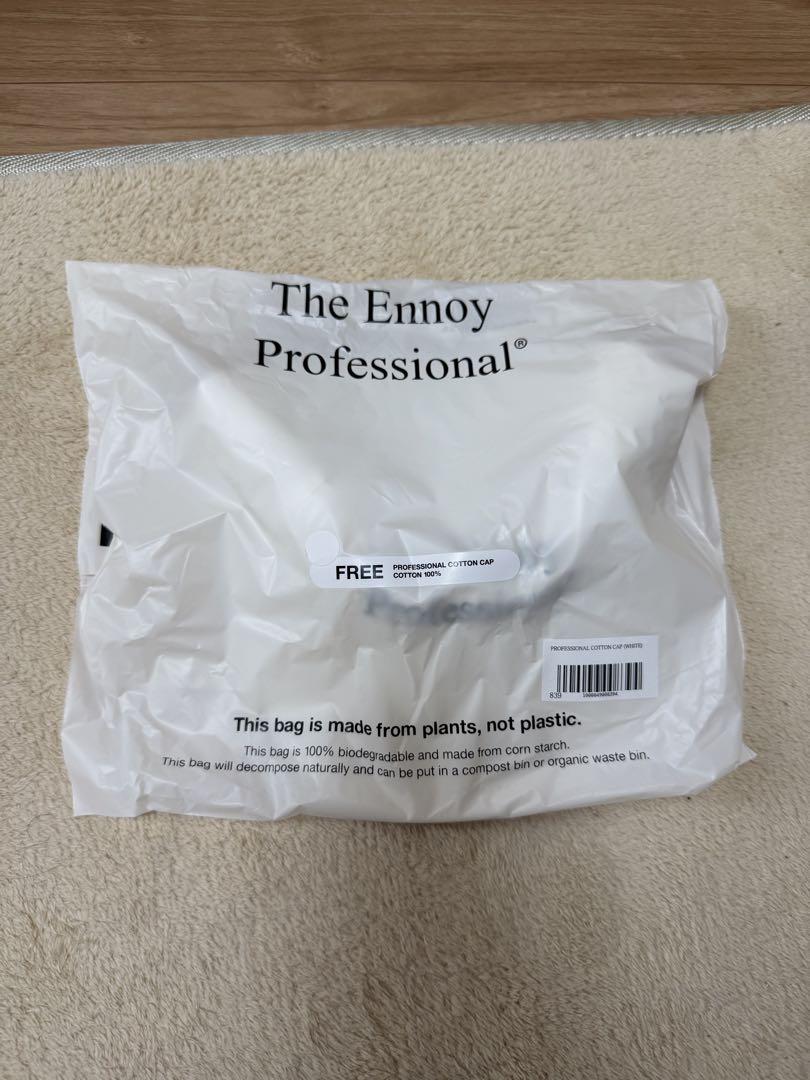 The Ennoy
Professional®
FREE PROFESSIONAL COTTON CAP
COTTON 100%
PROFESSIONAL COTTON CAP (WHITE)
839
This bag is made from plants, not plastic.
This bag is 100% biodegradable and made from corn starch.
This bag will decompose naturally and can be put in a compost bin or organic waste bin.